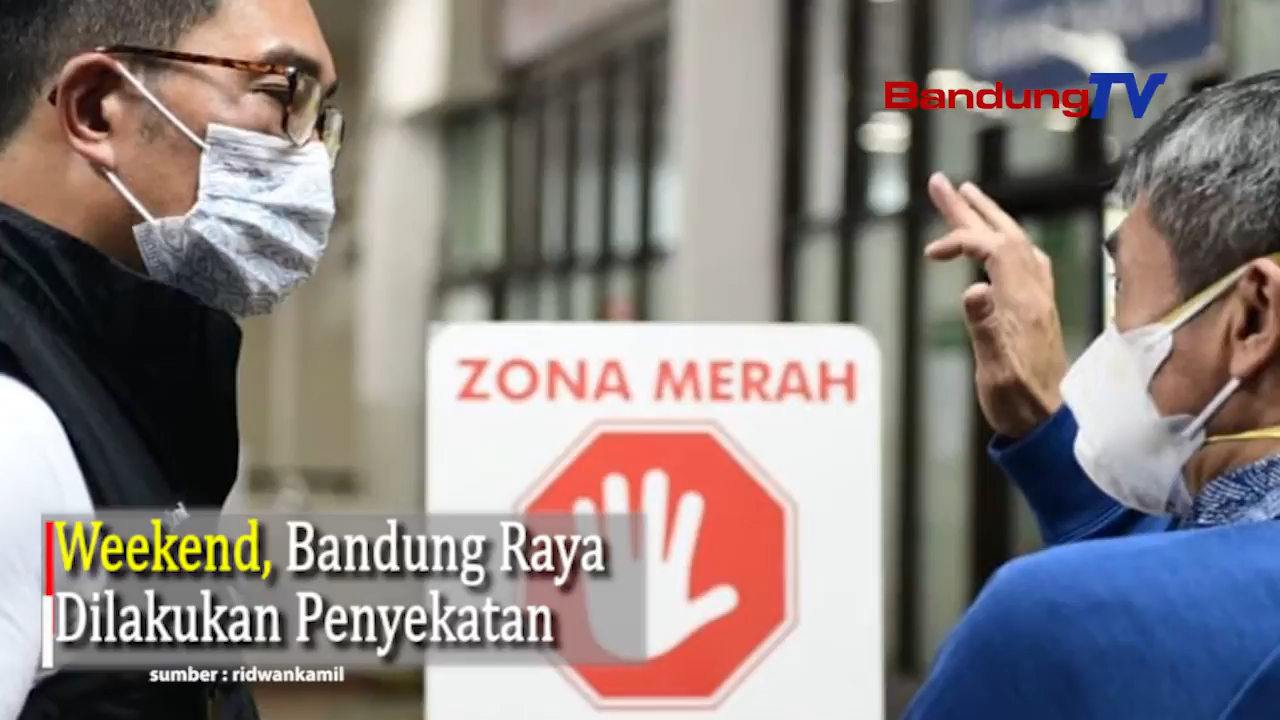 BandungTV
ZONA MERAH
Weekend, Bandung Raya
Dilakukan Penyekatan
sumber : ridwankamil